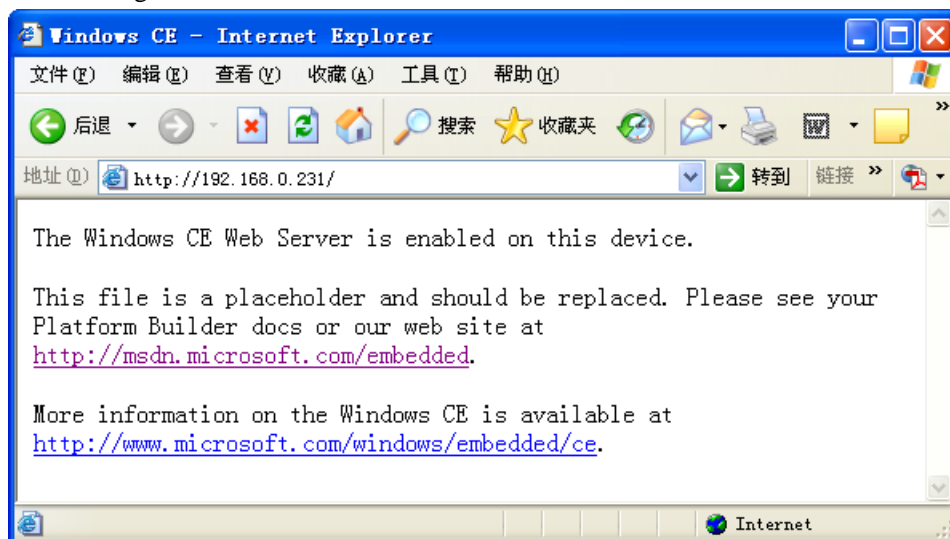 Windows CE - Internet Explorer
文件(F) 编辑(E) 查看(V) 收藏(A) 工具(T) 帮助(H)
后退 搜索 收藏夹 »
地址(D) http://192.168.0.231/ 转到 链接 »
The Windows CE Web Server is enabled on this device.
This file is a placeholder and should be replaced. Please see your
Platform Builder docs or our web site at
http://msdn.microsoft.com/embedded.
More information on the Windows CE is available at
http://www.microsoft.com/windows/embedded/ce.
Internet